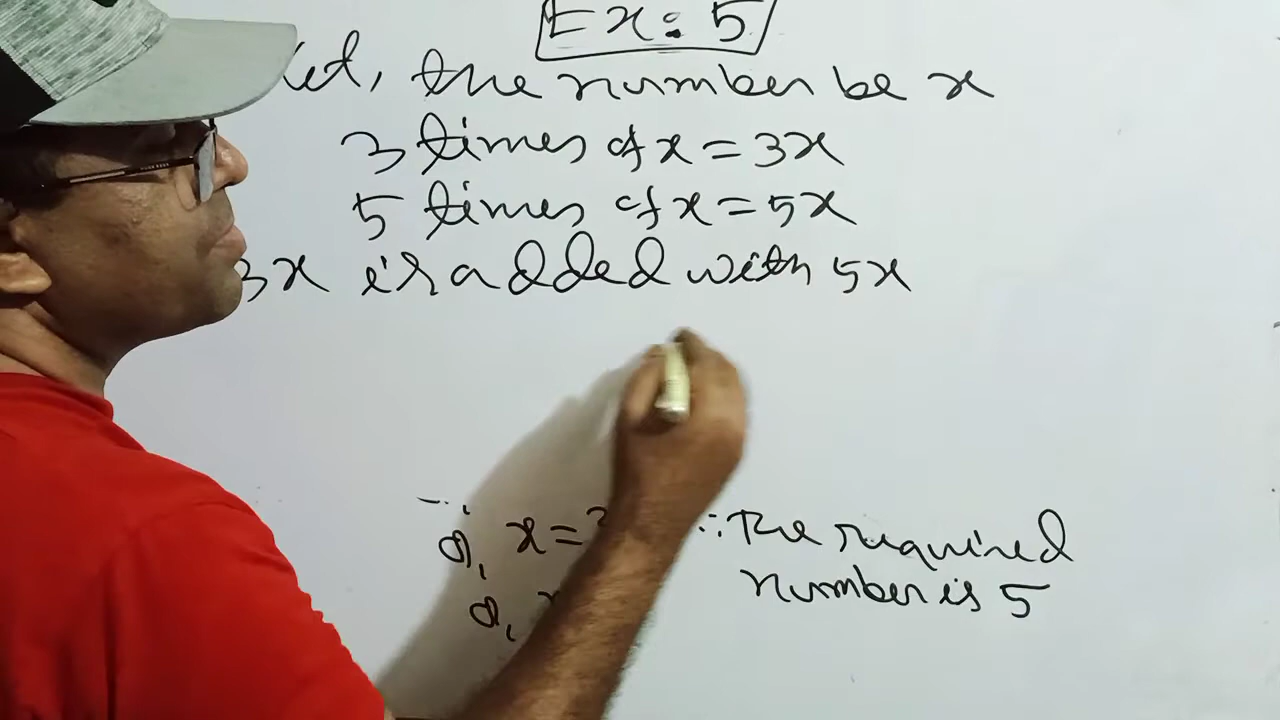 Ex: 5
Let, the number be x
3 times of x = 3x
5 times of x = 5x
3x is added with 5x
x =
∴ The required
number is 5